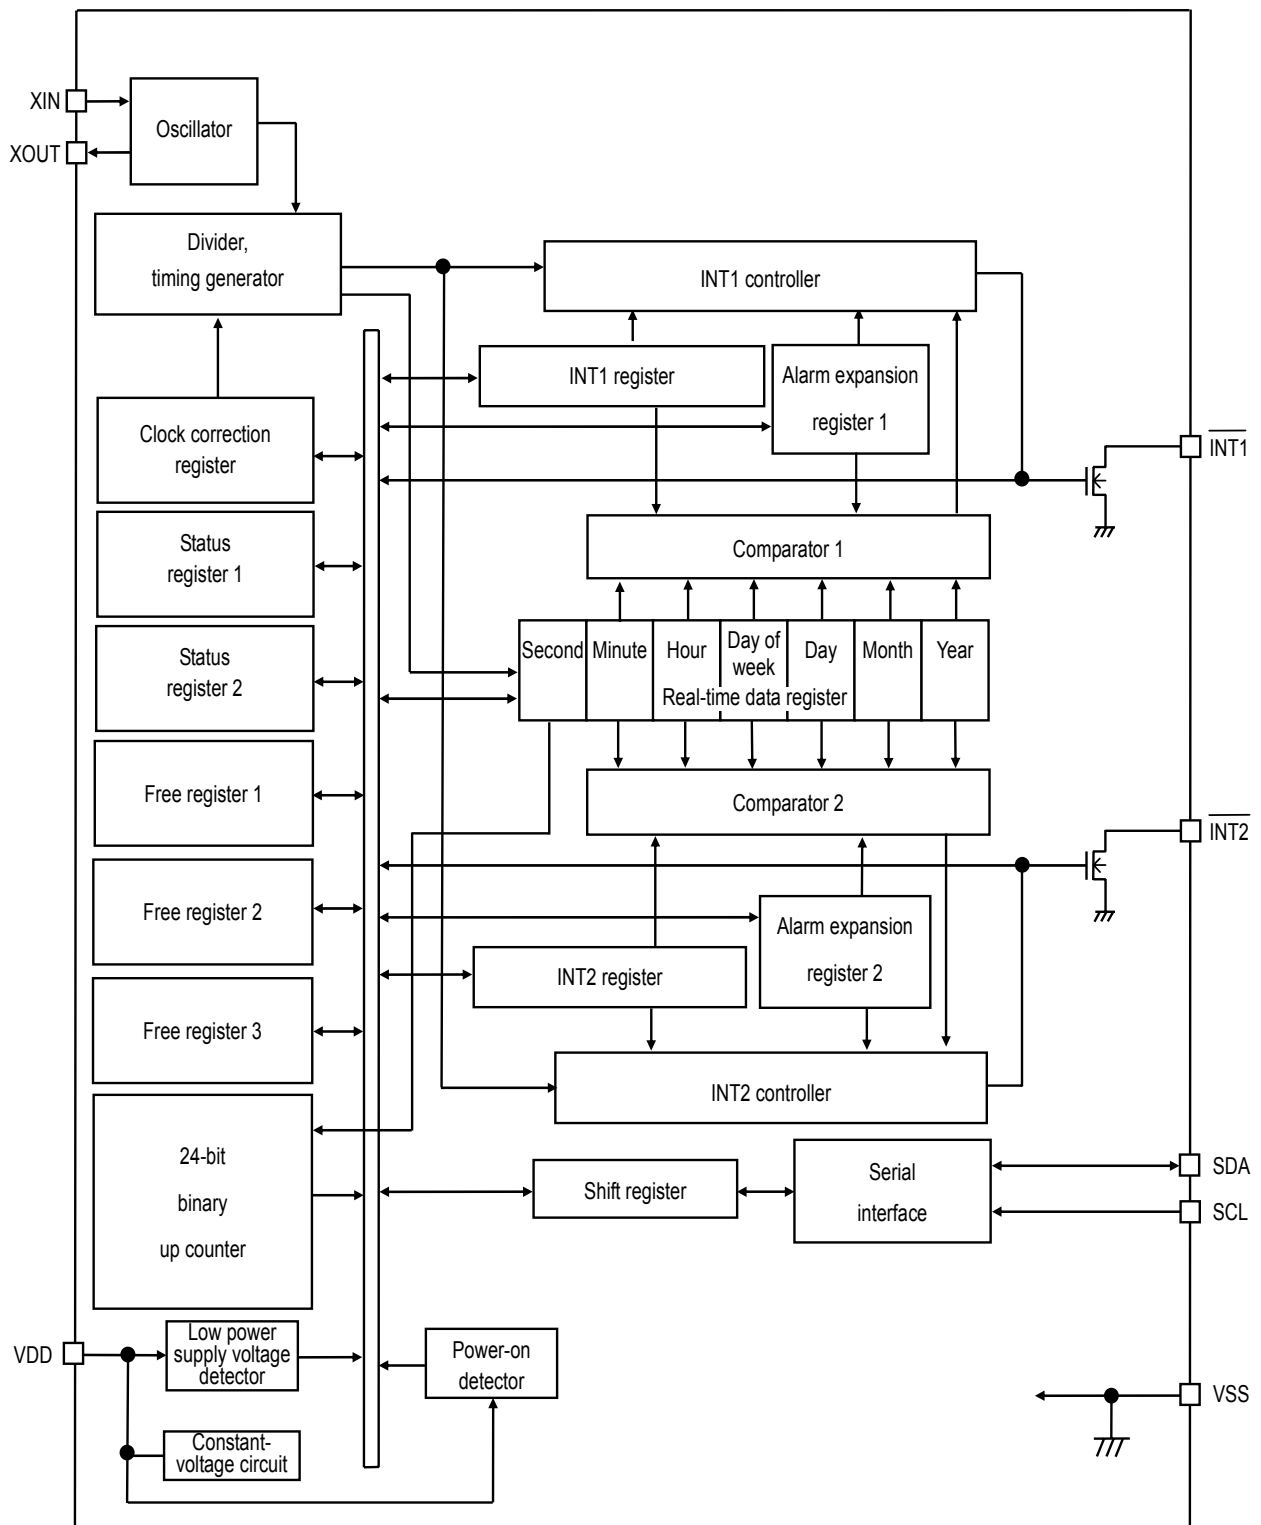 XIN
XOUT
Oscillator
Divider,
timing generator
INT1 controller
INT1 register
Alarm expansion
register 1
Clock correction
register
INT1
Status
register 1
Comparator 1
Status
register 2
Second
Minute
Hour
Day of
week
Day
Month
Year
Real-time data register
Free register 1
Comparator 2
INT2
Free register 2
Alarm expansion
register 2
INT2 register
Free register 3
INT2 controller
24-bit
binary
up counter
Shift register
Serial
interface
SDA
SCL
VDD
Low power
supply voltage
detector
Power-on
detector
VSS
Constant-
voltage circuit